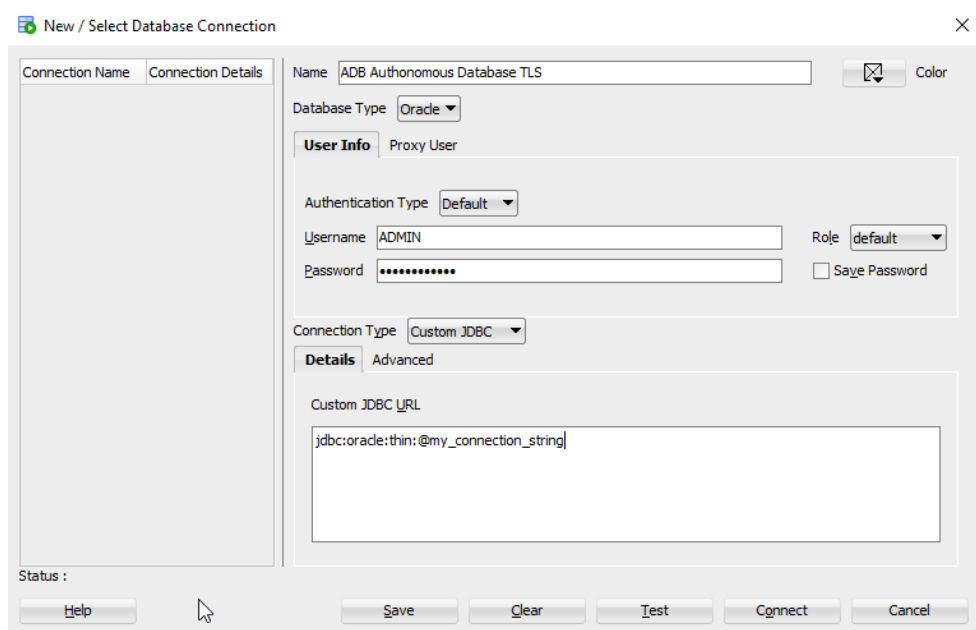 New / Select Database Connection
Connection Name Connection Details
Name ADB Authonomous Database TLS Color
Database Type Oracle
User Info Proxy User
Authentication Type Default
Username ADMIN Role default
Password •••••••••••• Save Password
Connection Type Custom JDBC
Details Advanced
Custom JDBC URL
jdbc:oracle:thin:@my_connection_string
Status :
Help Save Clear Test Connect Cancel